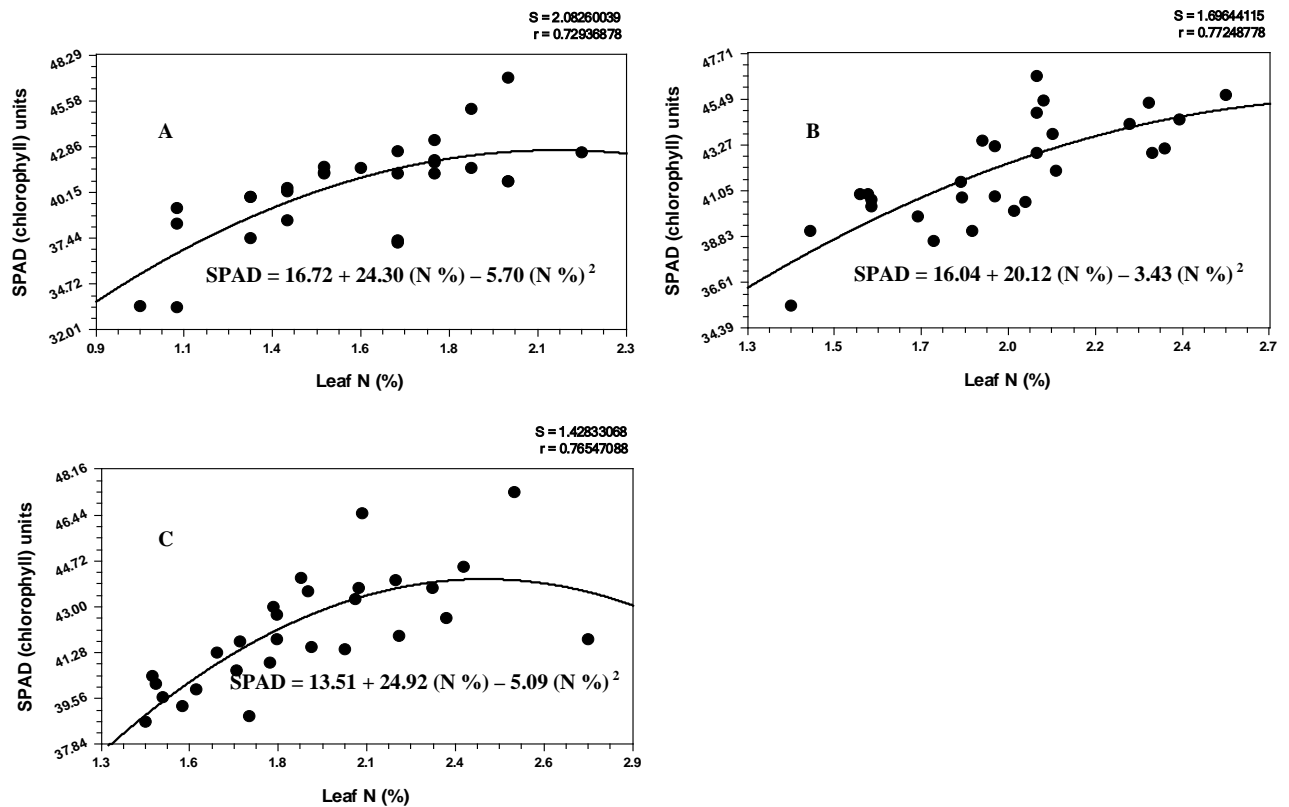 S = 2.08260039
r = 0.72936878
48.29
45.58
42.86
40.15
37.44
34.72
32.01
SPAD (chlorophyll) units
A
SPAD = 16.72 + 24.30 (N %) – 5.70 (N %) 2
0.9 1.1 1.4 1.6 1.8 2.1 2.3
Leaf N (%)
S = 1.69644115
r = 0.77248778
47.71
45.49
43.27
41.05
38.83
36.61
34.39
SPAD (chlorophyll) units
B
SPAD = 16.04 + 20.12 (N %) – 3.43 (N %) 2
1.3 1.5 1.7 2.0 2.2 2.4 2.7
Leaf N (%)
S = 1.42833068
r = 0.76547088
48.16
46.44
44.72
43.00
41.28
39.56
37.84
SPAD (chlorophyll) units
C
SPAD = 13.51 + 24.92 (N %) – 5.09 (N %) 2
1.3 1.6 1.8 2.1 2.4 2.6 2.9
Leaf N (%)